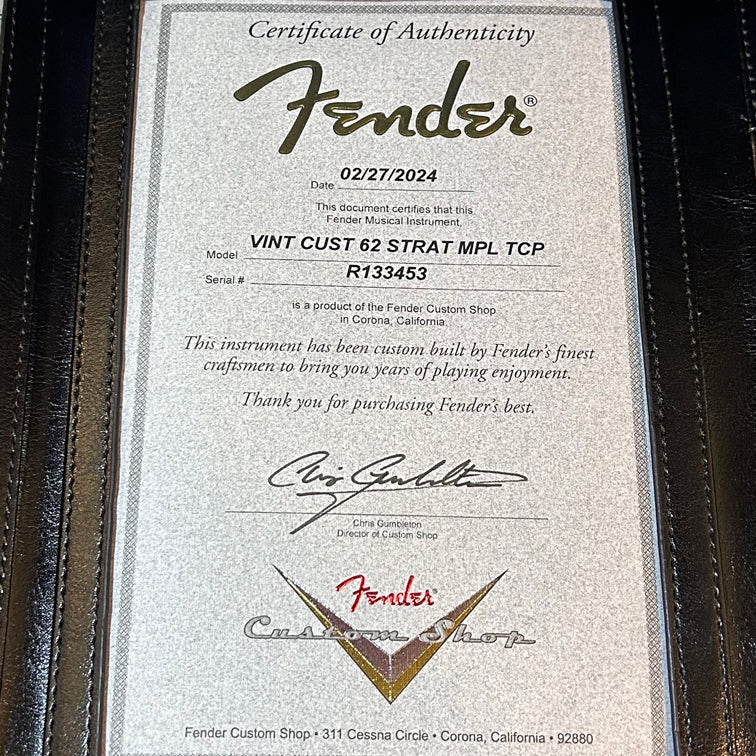 Certificate of Authenticity
Fender®
Date 02/27/2024
This document certifies that this
Fender Musical Instrument,
Model VINT CUST 62 STRAT MPL TCP
Serial # R133453
is a product of the Fender Custom Shop
in Corona, California.
This instrument has been custom built by Fender's finest
craftsmen to bring you years of playing enjoyment.
Thank you for purchasing Fender's best.
Chris Gumbleton
Chris Gumbleton
Director of Custom Shop
Fender®
Custom Shop
Fender Custom Shop • 311 Cessna Circle • Corona, California • 92880